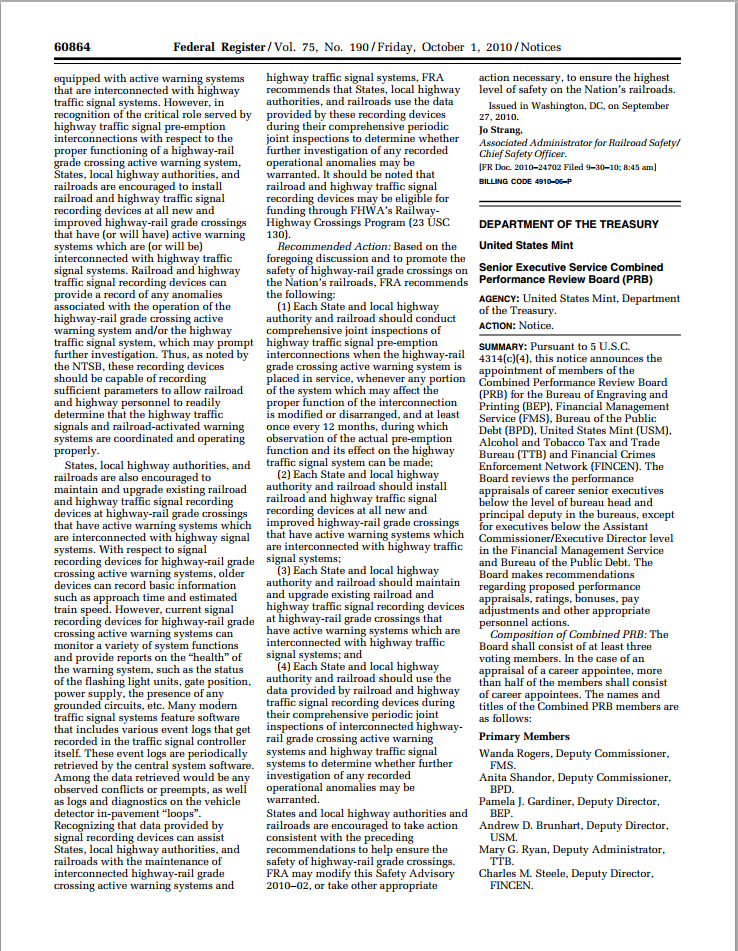 60864 Federal Register / Vol. 75, No. 190 / Friday, October 1, 2010 / Notices
equipped with active warning systems
that are interconnected with highway
traffic signal systems. However, in
recognition of the critical role served by
highway traffic signal pre-emption
interconnections with respect to the
proper functioning of a highway-rail
grade crossing active warning system,
States, local highway authorities, and
railroads are encouraged to install
railroad and highway traffic signal
recording devices at all new and
improved highway-rail grade crossings
that have (or will have) active warning
systems which are (or will be)
interconnected with highway traffic
signal systems. Railroad and highway
traffic signal recording devices can
provide a record of any anomalies
associated with the operation of the
highway-rail grade crossing active
warning system and/or the highway
traffic signal system, which may prompt
further investigation. Thus, as noted by
the NTSB, these recording devices
should be capable of recording
sufficient parameters to allow railroad
and highway personnel to readily
determine that the highway traffic
signals and railroad-activated warning
systems are coordinated and operating
properly.
States, local highway authorities, and
railroads are also encouraged to
maintain and upgrade existing railroad
and highway traffic signal recording
devices at highway-rail grade crossings
that have active warning systems which
are interconnected with highway signal
systems. With respect to signal
recording devices for highway-rail grade
crossing active warning systems, older
devices can record basic information
such as approach time and estimated
train speed. However, current signal
recording devices for highway-rail grade
crossing active warning systems can
monitor a variety of system functions
and provide reports on the “health” of
the warning system, such as the status
of the flashing light units, gate position,
power supply, the presence of any
grounded circuits, etc. Many modern
traffic signal systems feature software
that includes various event logs that get
recorded in the traffic signal controller
itself. These event logs are periodically
retrieved by the central system software.
Among the data retrieved would be any
observed conflicts or preempts, as well
as logs and diagnostics on the vehicle
detector in-pavement “loops”.
Recognizing that data provided by
signal recording devices can assist
States, local highway authorities, and
railroads with the maintenance of
interconnected highway-rail grade
crossing active warning systems and
highway traffic signal systems, FRA
recommends that States, local highway
authorities, and railroads use the data
provided by these recording devices
during their comprehensive periodic
joint inspections to determine whether
further investigation of any recorded
operational anomalies may be
warranted. It should be noted that
railroad and highway traffic signal
recording devices may be eligible for
funding through FHWA's Railway-
Highway Crossings Program (23 USC
130).
Recommended Action: Based on the
foregoing discussion and to promote the
safety of highway-rail grade crossings on
the Nation's railroads, FRA recommends
the following:
(1) Each State and local highway
authority and railroad should conduct
comprehensive joint inspections of
highway traffic signal pre-emption
interconnections when the highway-rail
grade crossing active warning system is
placed in service, whenever any portion
of the system which may affect the
proper function of the interconnection
is modified or disarranged, and at least
once every 12 months, during which
observation of the actual pre-emption
function and its effect on the highway
traffic signal system can be made;
(2) Each State and local highway
authority and railroad should install
railroad and highway traffic signal
recording devices at all new and
improved highway-rail grade crossings
that have active warning systems which
are interconnected with highway traffic
signal systems;
(3) Each State and local highway
authority and railroad should maintain
and upgrade existing railroad and
highway traffic signal recording devices
at highway-rail grade crossings that
have active warning systems which are
interconnected with highway traffic
signal systems; and
(4) Each State and local highway
authority and railroad should use the
data provided by railroad and highway
traffic signal recording devices during
their comprehensive periodic joint
inspections of interconnected highway-
rail grade crossing active warning
systems and highway traffic signal
systems to determine whether further
investigation of any recorded
operational anomalies may be
warranted.
States and local highway authorities and
railroads are encouraged to take action
consistent with the preceding
recommendations to help ensure the
safety of highway-rail grade crossings.
FRA may modify this Safety Advisory
2010–02, or take other appropriate
action necessary, to ensure the highest
level of safety on the Nation's railroads.
Issued in Washington, DC, on September
27, 2010.
Jo Strang,
Associated Administrator for Railroad Safety/
Chief Safety Officer.
[FR Doc. 2010–24702 Filed 9–30–10; 8:45 am]
BILLING CODE 4910–06–P
DEPARTMENT OF THE TREASURY
United States Mint
Senior Executive Service Combined
Performance Review Board (PRB)
AGENCY: United States Mint, Department
of the Treasury.
ACTION: Notice.
SUMMARY: Pursuant to 5 U.S.C.
4314(c)(4), this notice announces the
appointment of members of the
Combined Performance Review Board
(PRB) for the Bureau of Engraving and
Printing (BEP), Financial Management
Service (FMS), Bureau of the Public
Debt (BPD), United States Mint (USM),
Alcohol and Tobacco Tax and Trade
Bureau (TTB) and Financial Crimes
Enforcement Network (FINCEN). The
Board reviews the performance
appraisals of career senior executives
below the level of bureau head and
principal deputy in the bureaus, except
for executives below the Assistant
Commissioner/Executive Director level
in the Financial Management Service
and Bureau of the Public Debt. The
Board makes recommendations
regarding proposed performance
appraisals, ratings, bonuses, pay
adjustments and other appropriate
personnel actions.
Composition of Combined PRB: The
Board shall consist of at least three
voting members. In the case of an
appraisal of a career appointee, more
than half of the members shall consist
of career appointees. The names and
titles of the Combined PRB members are
as follows:
Primary Members
Wanda Rogers, Deputy Commissioner,
FMS.
Anita Shandor, Deputy Commissioner,
BPD.
Pamela J. Gardiner, Deputy Director,
BEP.
Andrew D. Brunhart, Deputy Director,
USM.
Mary G. Ryan, Deputy Administrator,
TTB.
Charles M. Steele, Deputy Director,
FINCEN.